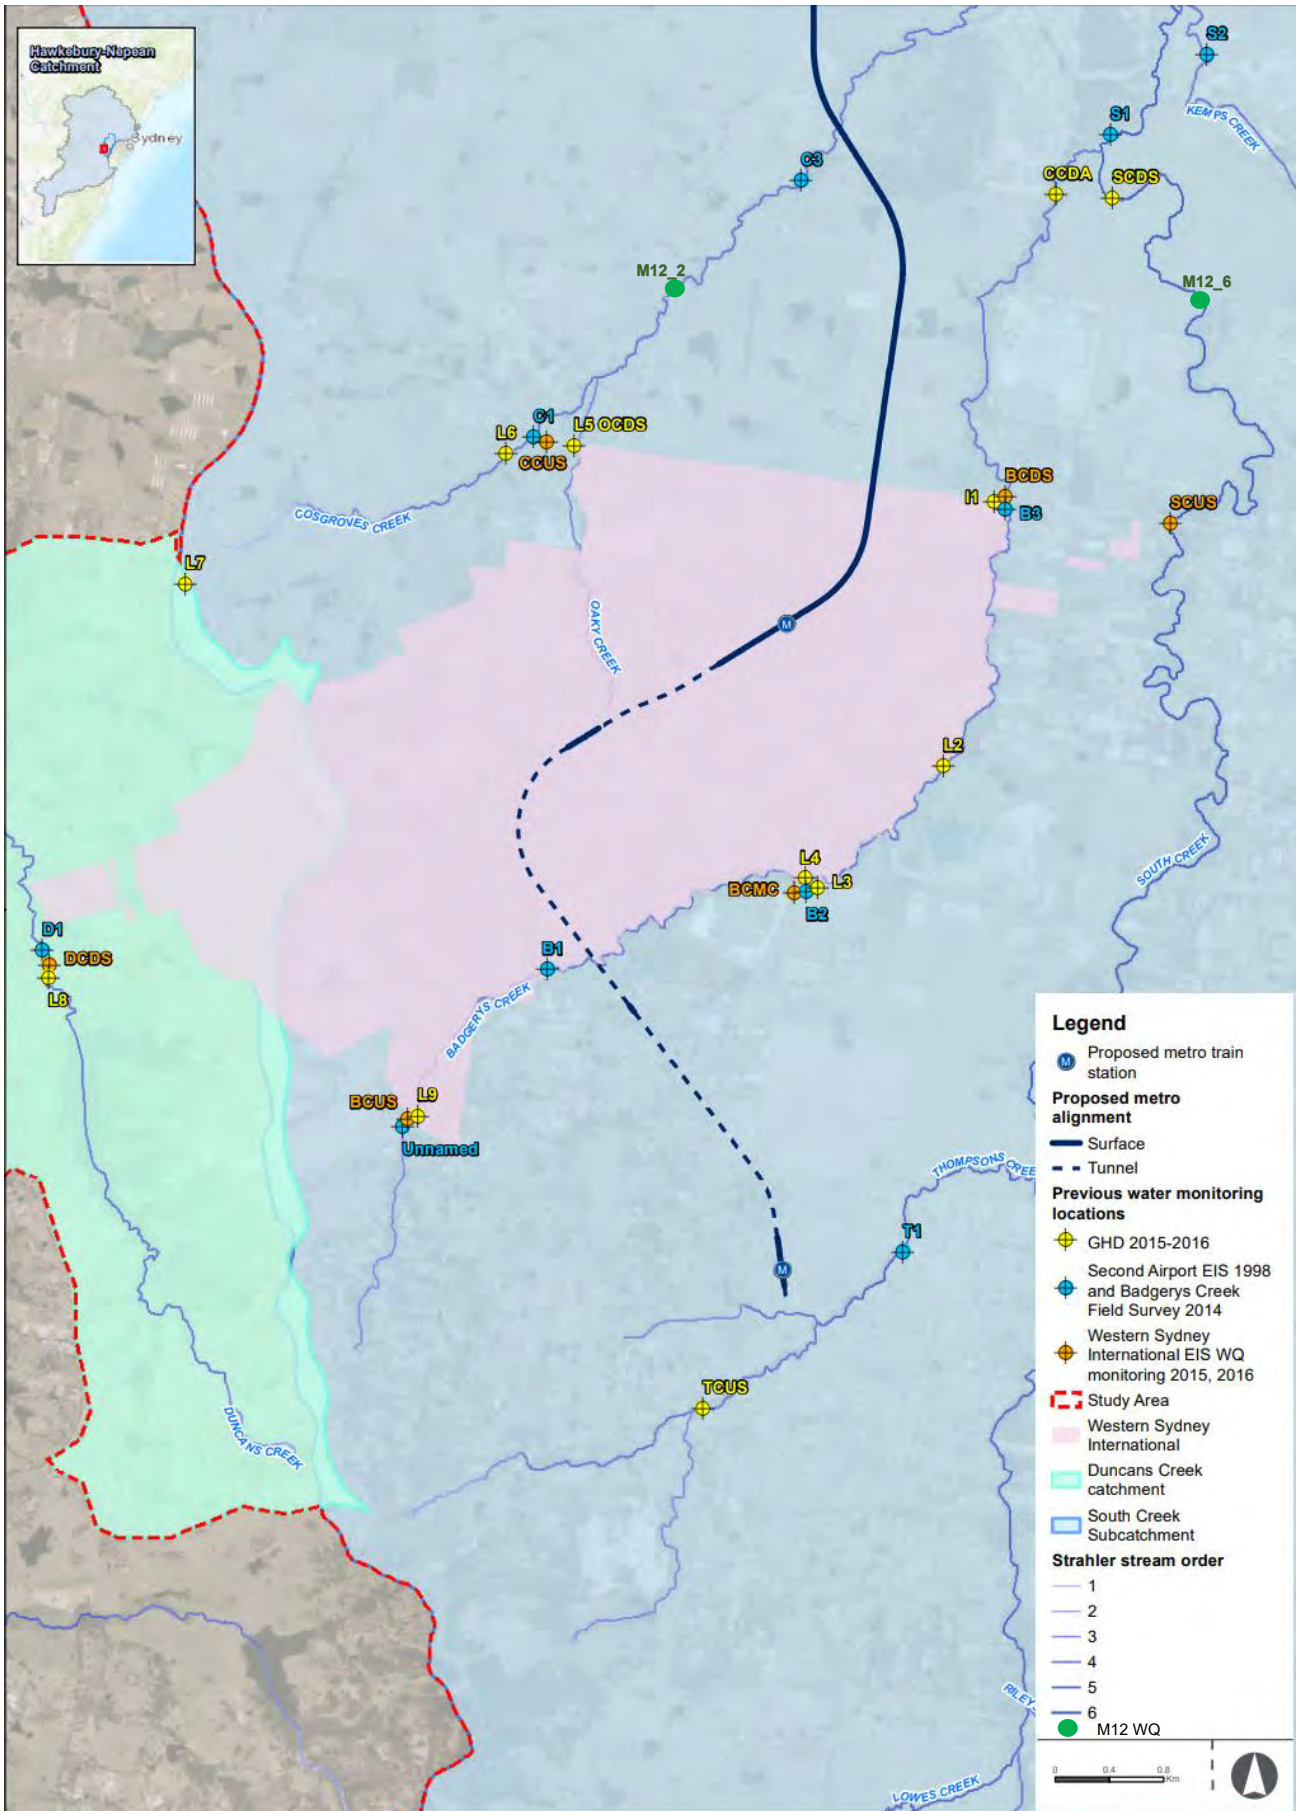 Hawkebury-Nepean
Catchment
Sydney
S2
KEMPS CREEK
S1
C3
CCDA
SCDS
M12_2
M12_6
C1
L5 OCDS
L6
CCUS
BCDS
I1
B3
SCUS
COSGROVES CREEK
L7
M
OAKY CREEK
L2
SOUTH CREEK
L4
BCMC
L3
B2
D1
DCDS
L8
B1
BADGERYS CREEK
BCUS
L9
Unnamed
THOMPSONS CREE
T1
M
TCUS
DUNCANS CREEK
RILEY
LOWES CREEK
Legend
M
Proposed metro train
station
Proposed metro
alignment
Surface
Tunnel
Previous water monitoring
locations
GHD 2015-2016
Second Airport EIS 1998
and Badgerys Creek
Field Survey 2014
Western Sydney
International EIS WQ
monitoring 2015, 2016
Study Area
Western Sydney
International
Duncans Creek
catchment
South Creek
Subcatchment
Strahler stream order
1
2
3
4
5
6
M12 WQ
0 0.4 0.8
Km